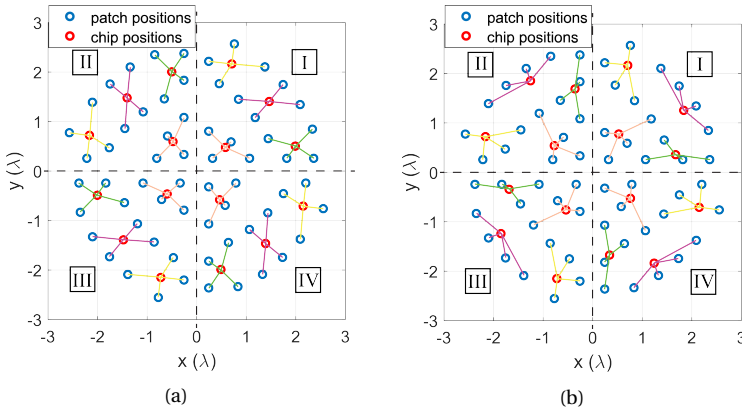 patch positions
chip positions
II
I
III
IV
3
2
1
0
-1
-2
-3
-3
-2
-1
0
1
2
3
y (λ)
x (λ)
(a)
patch positions
chip positions
II
I
III
IV
3
2
1
0
-1
-2
-3
-3
-2
-1
0
1
2
3
y (λ)
x (λ)
(b)